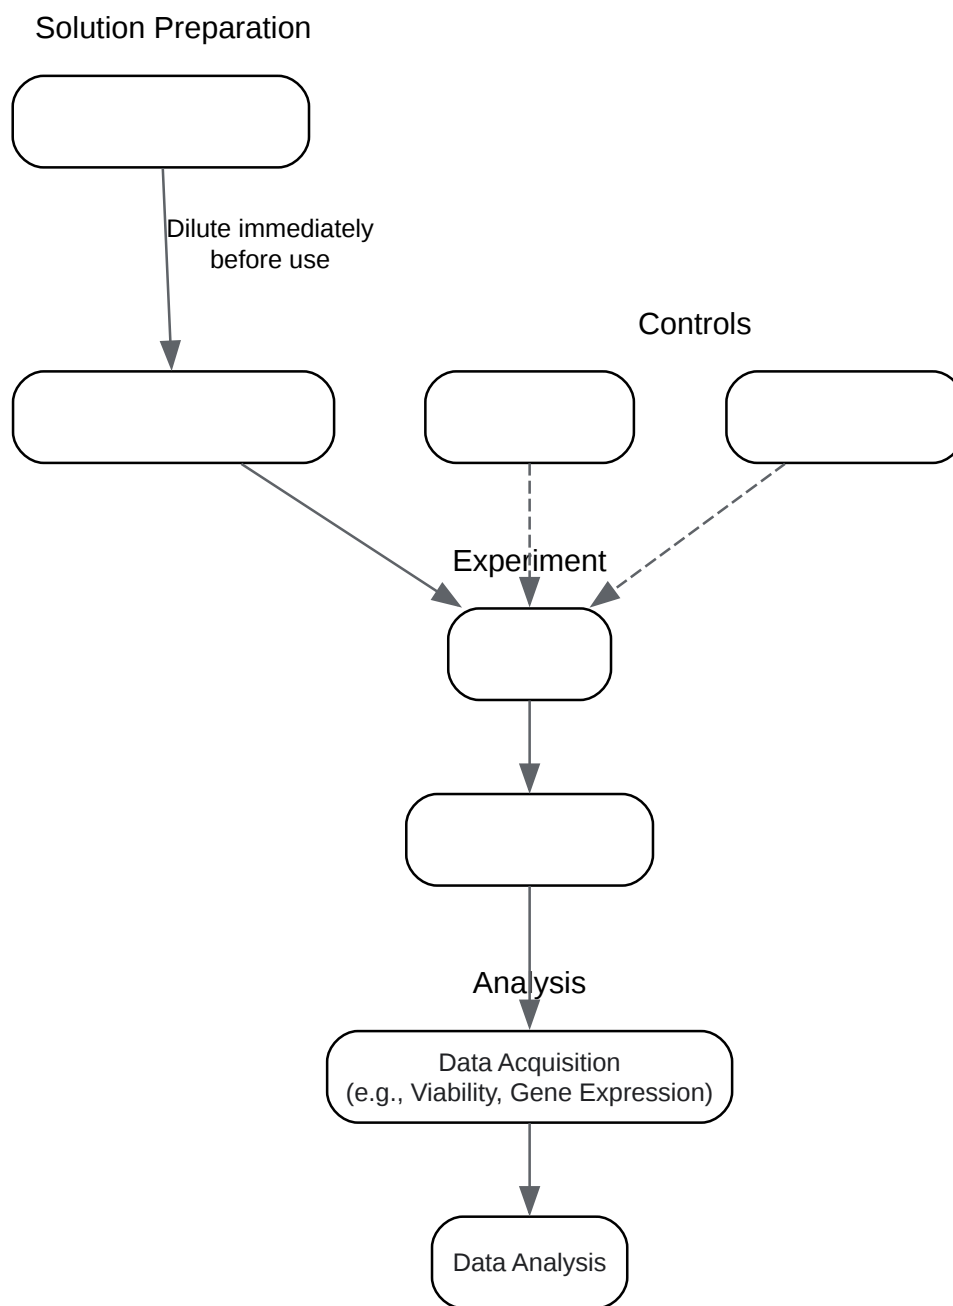 Solution Preparation
Dilute immediately
before use
Controls
Experiment
Analysis
Data Acquisition
(e.g., Viability, Gene Expression)
Data Analysis